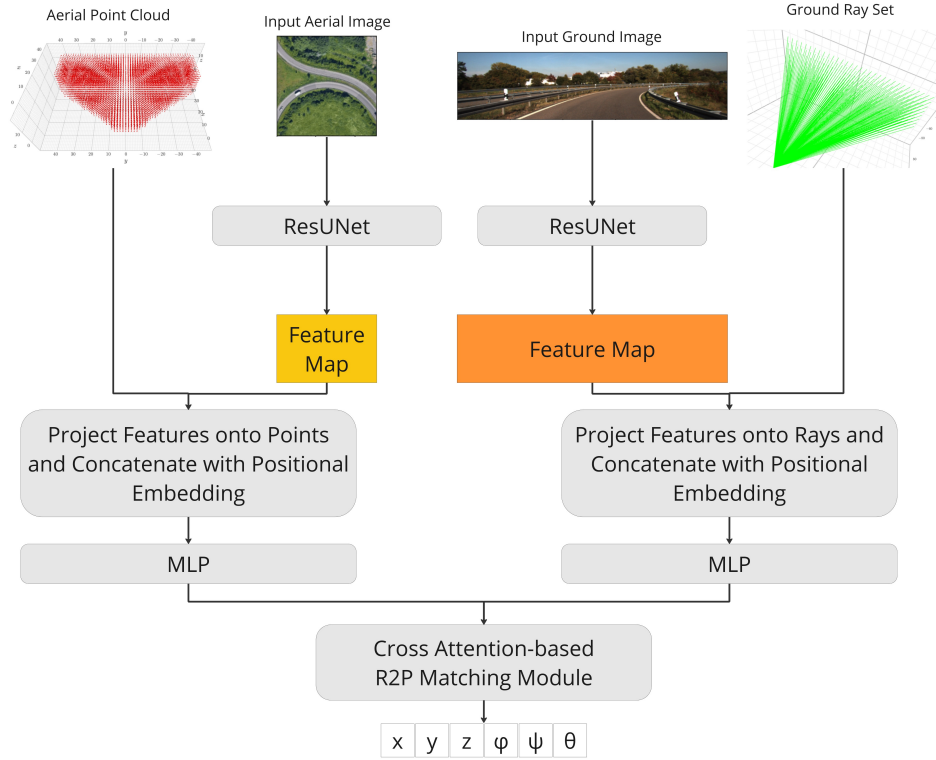 Aerial Point Cloud
Input Aerial Image
Input Ground Image
Ground Ray Set
ResUNet
ResUNet
Feature
Map
Feature Map
Project Features onto Points
and Concatenate with Positional
Embedding
Project Features onto Rays and
Concatenate with Positional
Embedding
MLP
MLP
Cross Attention-based
R2P Matching Module
x y z φ ψ θ